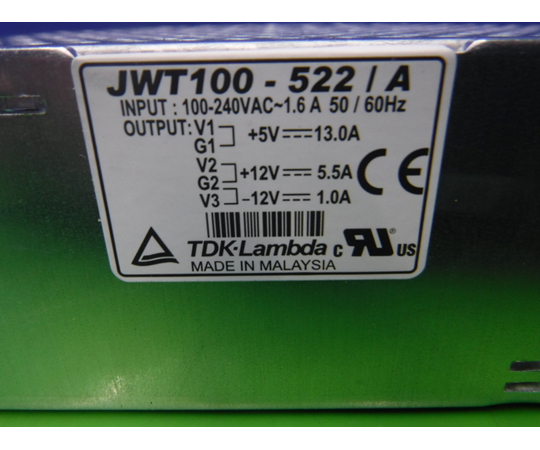 JWT100 - 522 / A
INPUT : 100-240VAC~1.6 A 50 / 60Hz
OUTPUT: V1 +5V⎓13.0A
G1
V2 +12V⎓5.5A
G2
V3 -12V⎓1.0A
CE
TDK-Lambda
MADE IN MALAYSIA
c RU US